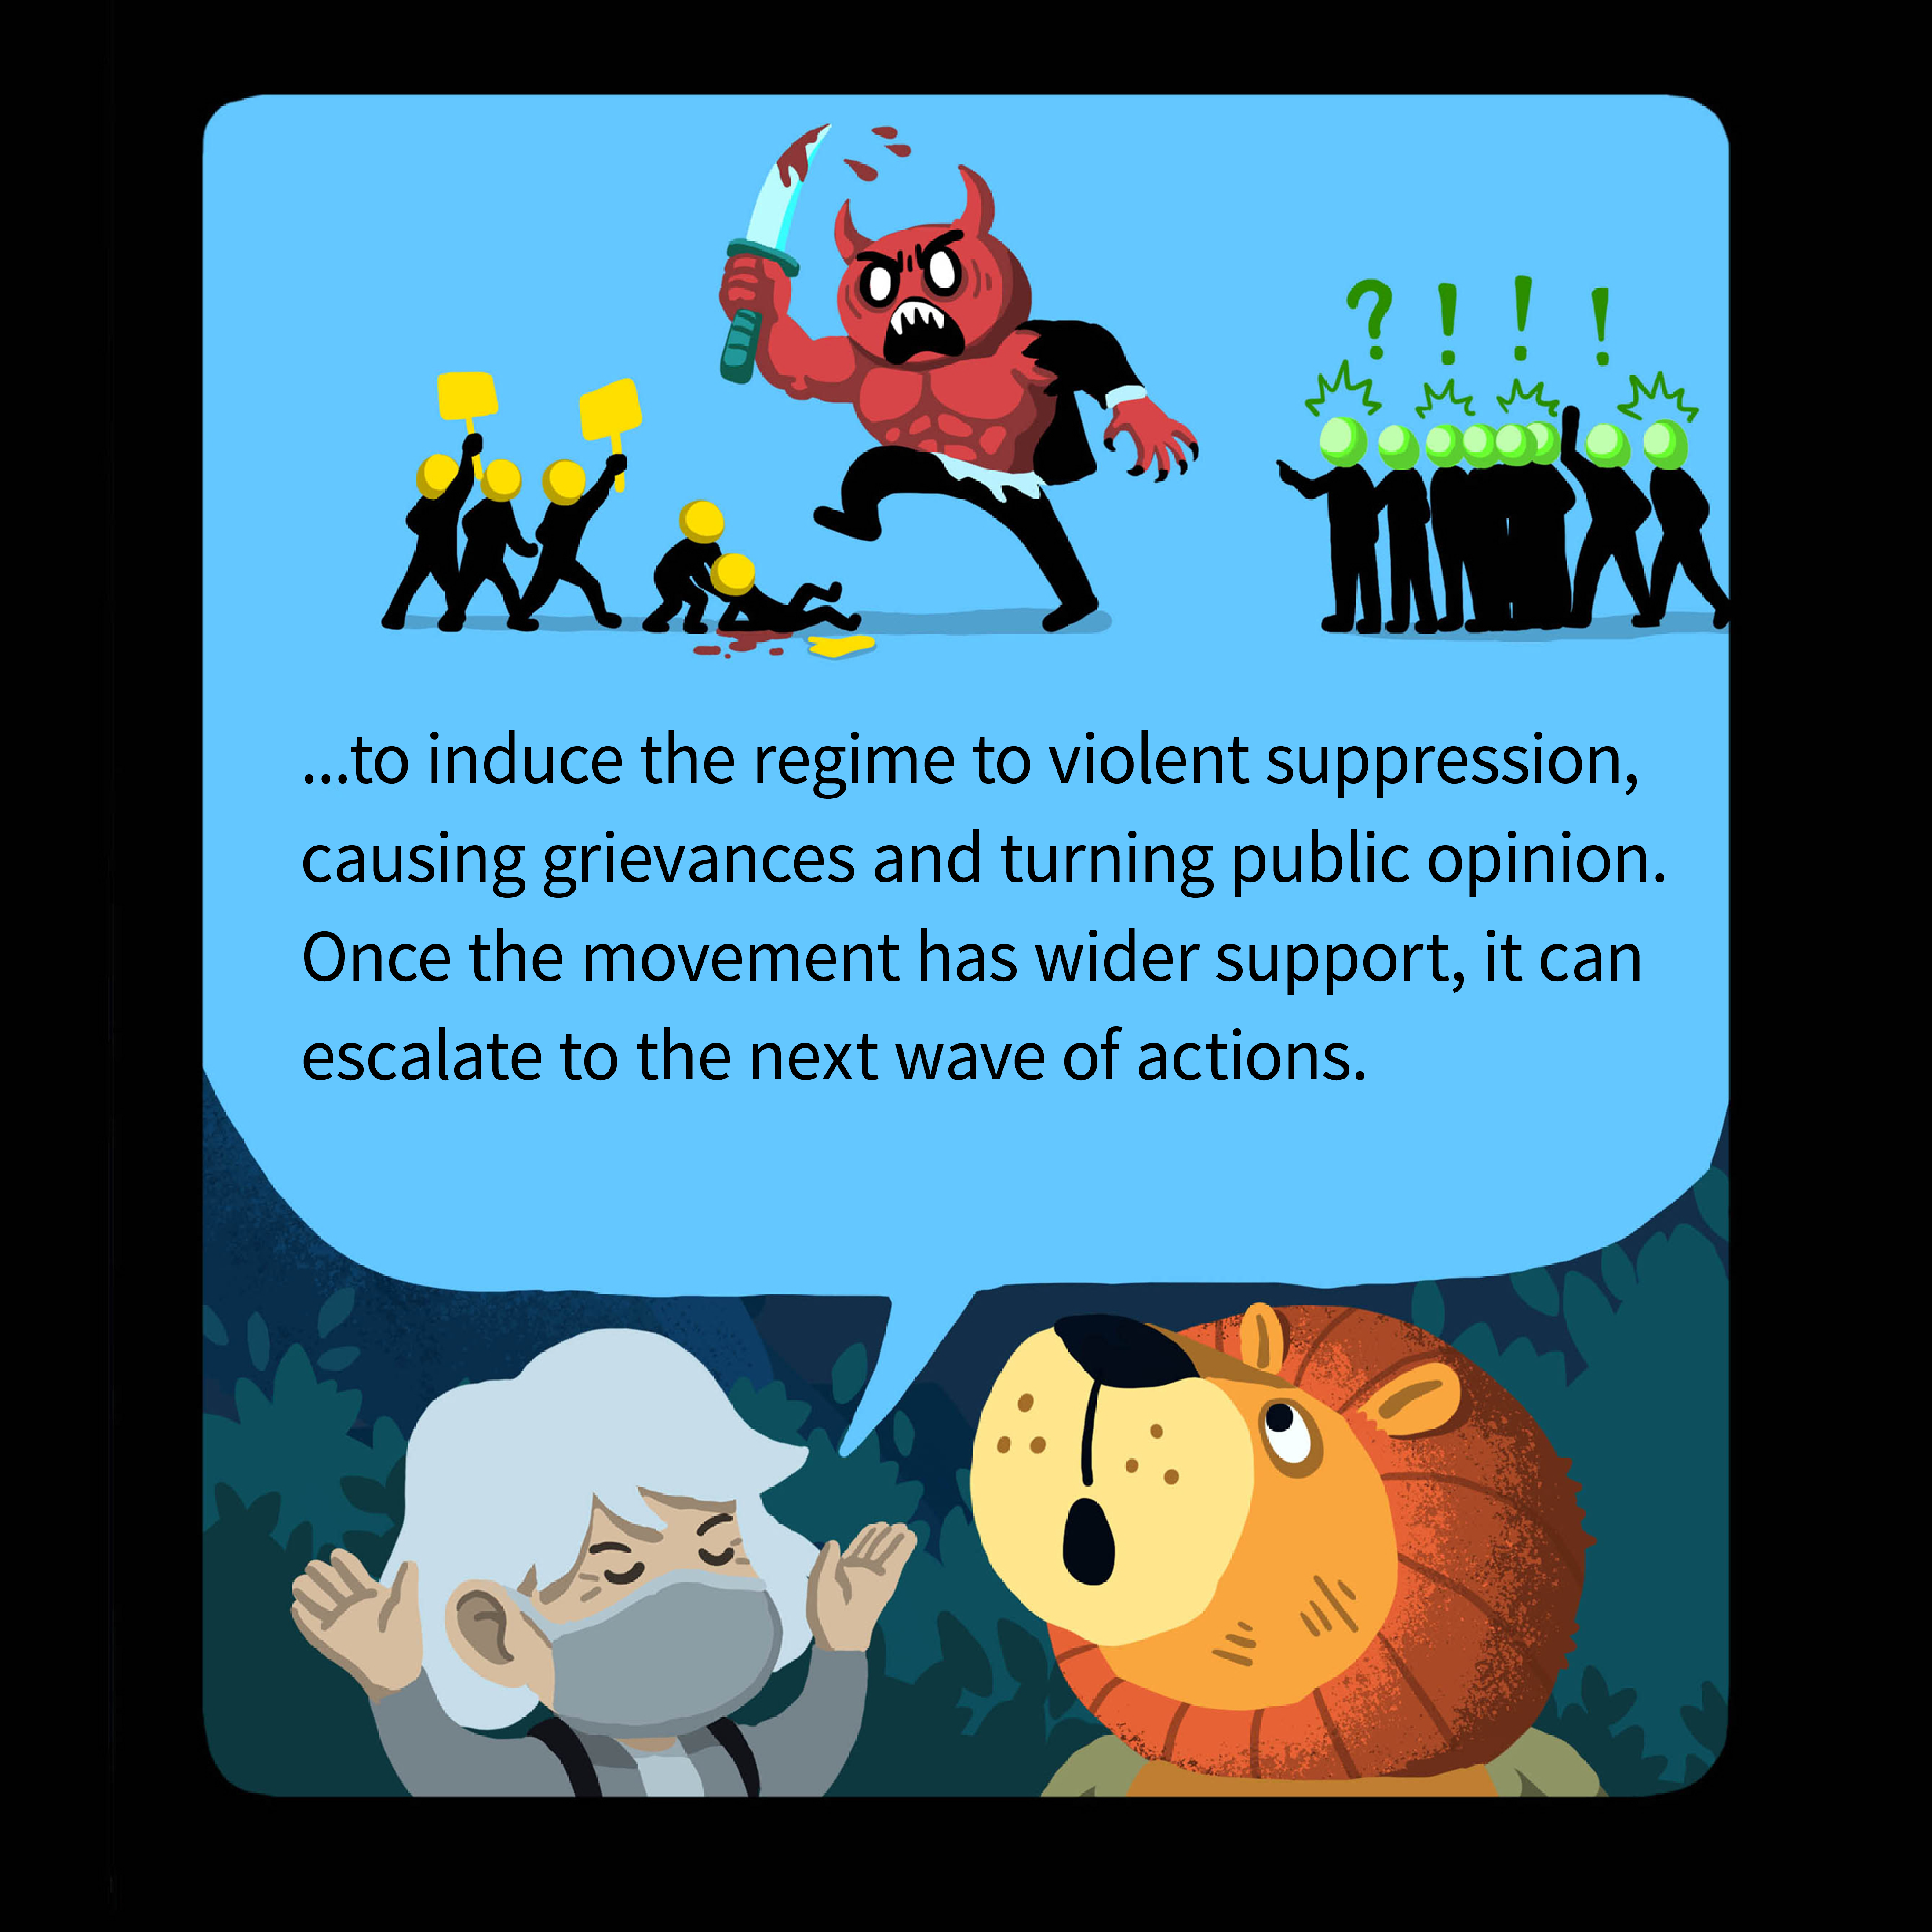 ? ! ! !
...to induce the regime to violent suppression,
causing grievances and turning public opinion.
Once the movement has wider support, it can
escalate to the next wave of actions.